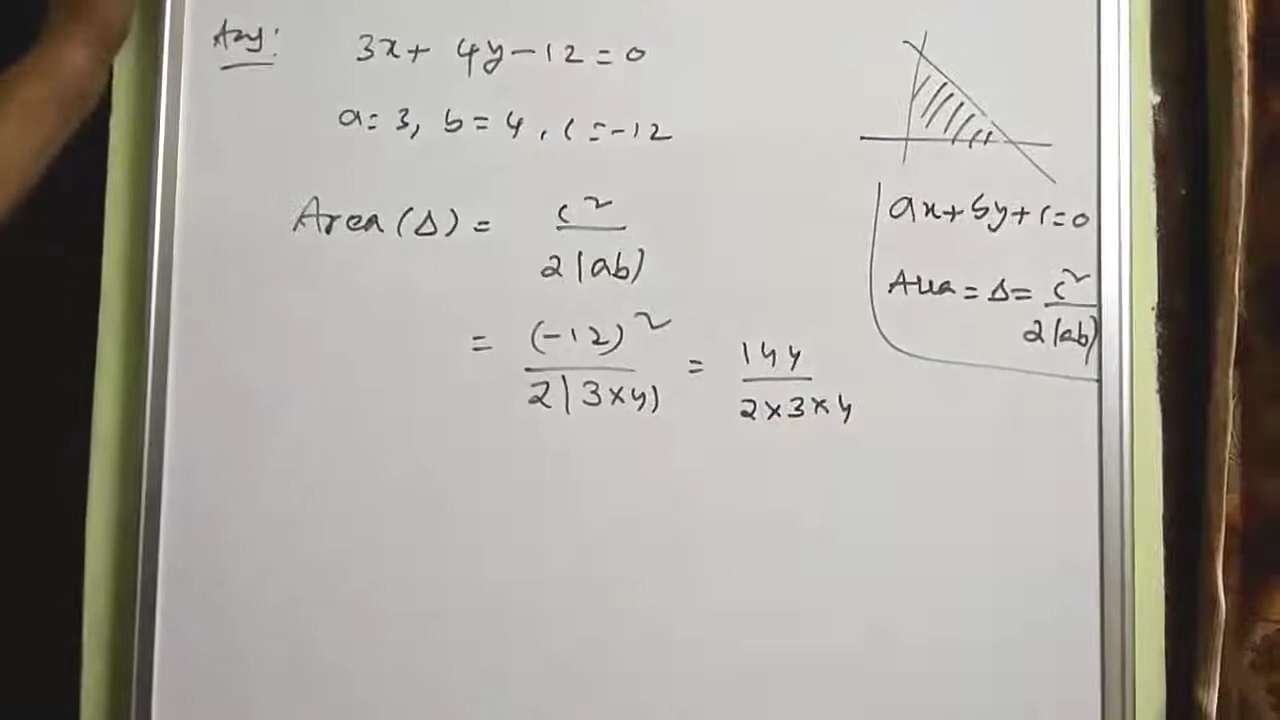 Ans:
3x + 4y - 12 = 0
a = 3, b = 4, c = -12
Area (Δ) = c² / 2|ab|
= (-12)² / 2|3×4| = 144 / 2×3×4
ax + by + c = 0
Area = Δ = c² / 2|ab|